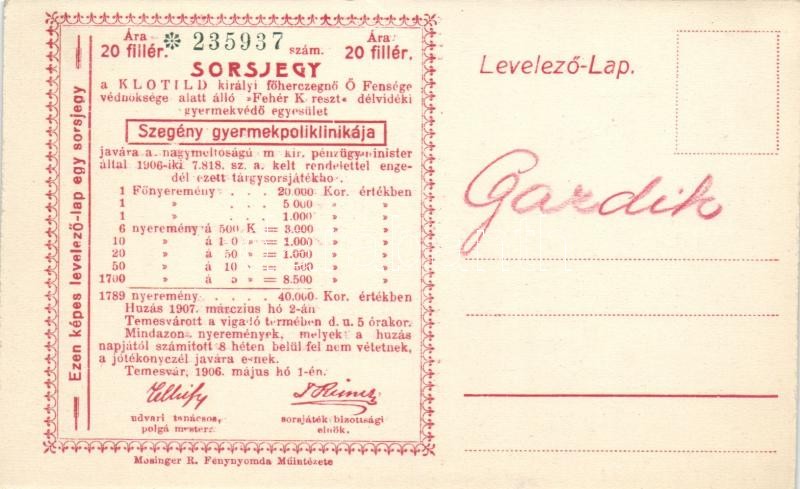 Ezen képes levelező-lap egy sorsjegy
Ára Ára
20 fillér. * 235937 szám. 20 fillér.
SORSJEGY
a KLOTILD királyi főherczegnő Ő Fensége
védnöksége alatt álló »Fehér Kereszt« délvidéki
gyermekvédő egyesület
Szegény gyermekpoliklinikája
javára a nagyméltoságú m kir. pénzügyminister
által 1906-iki 7.818. sz. a. kelt rendelettel enge-
délyezett tárgysorsjátékho.
1 Főnyeremény . . . 20.000 Kor. értékben
1 » . . . 5.000 » »
1 » . . . 1.000 » »
6 nyeremény á 500 K = 3.000 » »
10 » á 100 » = 1.000 » »
20 » á 50 » = 1.000 » »
50 » á 10 » = 500 » »
1700 » á 5 » = 8.500 » »
1789 nyeremény . . . 40.000 Kor. értékben
Huzás 1907. márczius hó 2-án
Temesvárott a vigadó termében d. u. 5 órakor.
Mindazon nyeremények, melyek a huzás
napjától számított 8 héten belül fel nem vétetnek,
a jótékonyczél javára esnek.
Temesvár, 1906. május hó 1-én.
udvari tanácsos, sorsjáték bizottsági
polg. mester. elnök.
Mosinger R. Fénynyomda Műintézete
Levelező-Lap.
Gardik